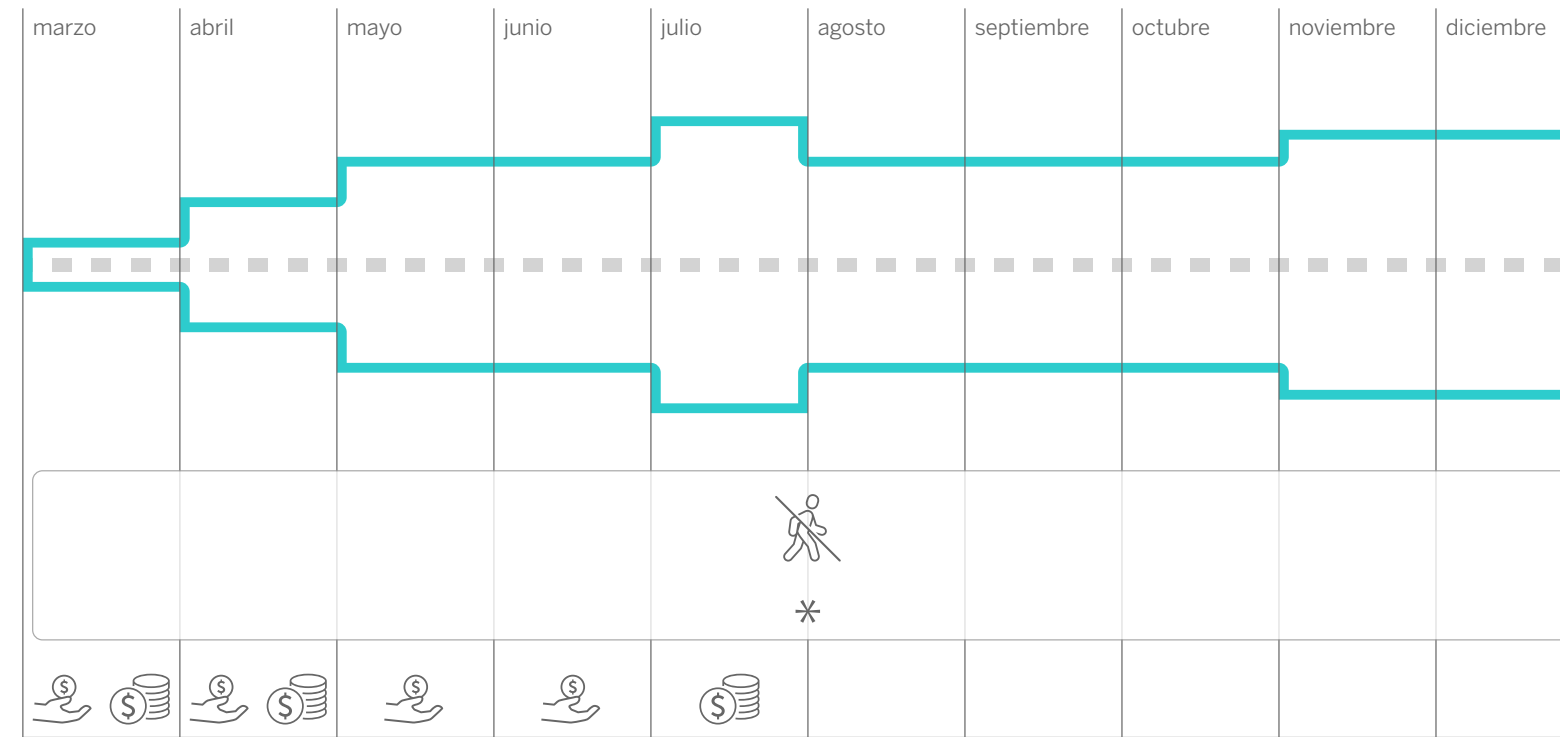 marzo abril mayo junio julio agosto septiembre octubre noviembre diciembre
*
$ $ $ $ $ $ $